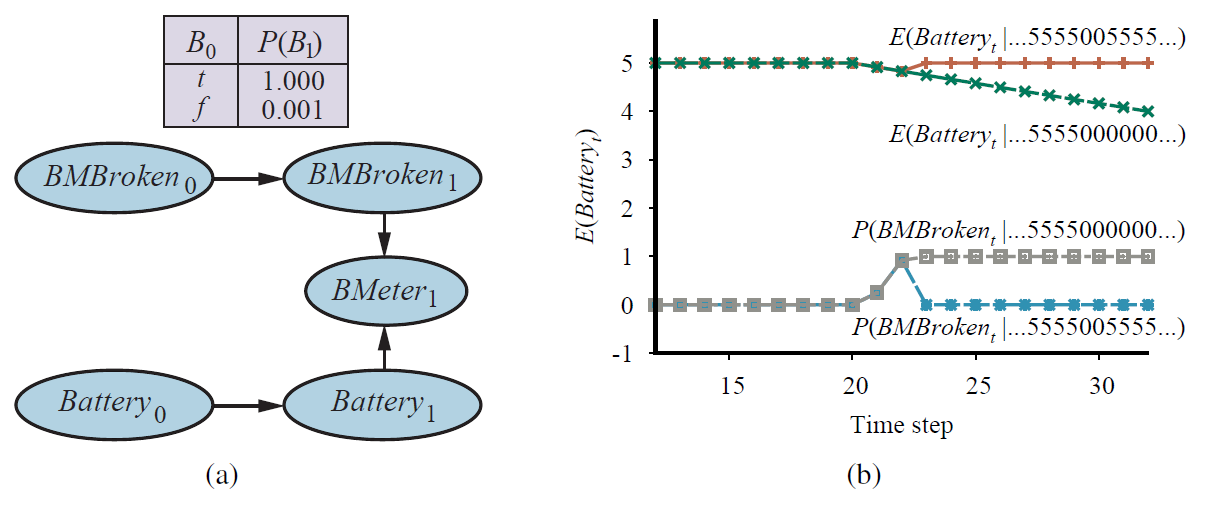 B0 P(B1)
t 1.000
f 0.001
BMBroken0
BMBroken1
BMeter1
Battery0
Battery1
(a)
E(Batteryt)
5
4
3
2
1
0
-1
15 20 25 30
Time step
E(Batteryt|...5555005555...)
E(Batteryt|...5555000000...)
P(BMBrokent|...5555000000...)
P(BMBrokent|...5555005555...)
(b)